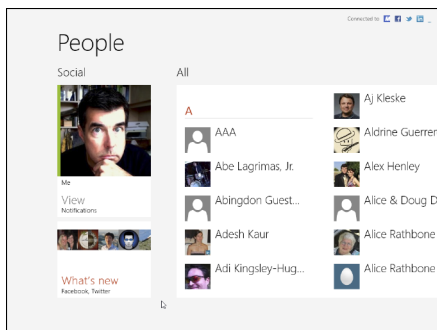 Connected to
People
Social
All
Me
View
Notifications
What's new
Facebook, Twitter
A
AAA
Abe Lagrimas, Jr.
Abingdon Guest...
Adesh Kaur
Adi Kingsley-Hug...
Aj Kleske
Aldrine Guerrer
Alex Henley
Alice & Doug D
Alice Rathbone
Alice Rathbone